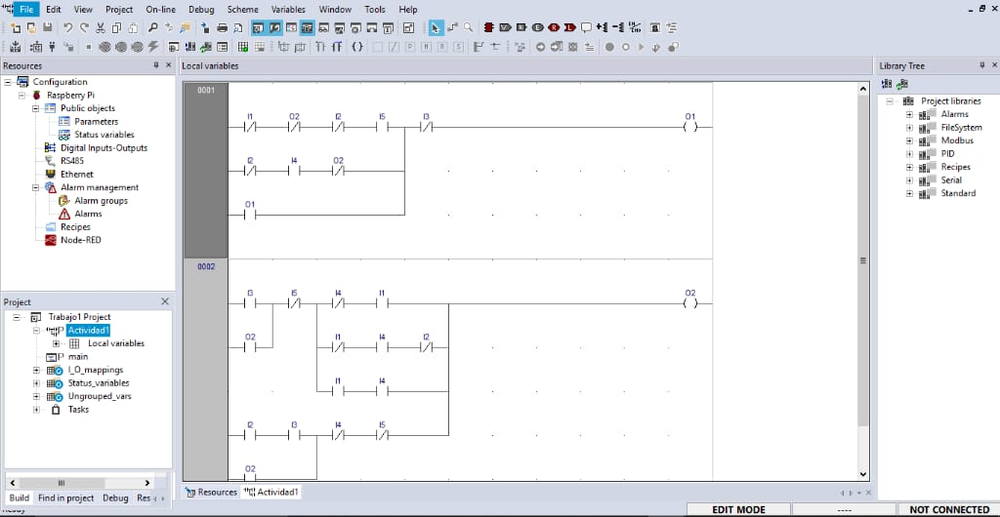 File Edit View Project On-line Debug Scheme Variables Window Tools Help
Resources
Configuration
Raspberry Pi
Public objects
Parameters
Status variables
Digital Inputs-Outputs
RS485
Ethernet
Alarm management
Alarm groups
Alarms
Recipes
Node-RED
Project
Trabajo1 Project
Actividad1
Local variables
main
I_O_mappings
Status_variables
Ungrouped_vars
Tasks
Build Find in project Debug Res
Ready
Local variables
0001
I1 O2 I2 I5 I3 O1
I2 I4 O2
O1
0002
I3 I5 I4 I1 O2
O2 I1 I4 I2
I1 I4
I2 I3 I4 I5
O2
Resources Actividad1
Library Tree
Project libraries
Alarms
FileSystem
Modbus
PID
Recipes
Serial
Standard
EDIT MODE ---- NOT CONNECTED